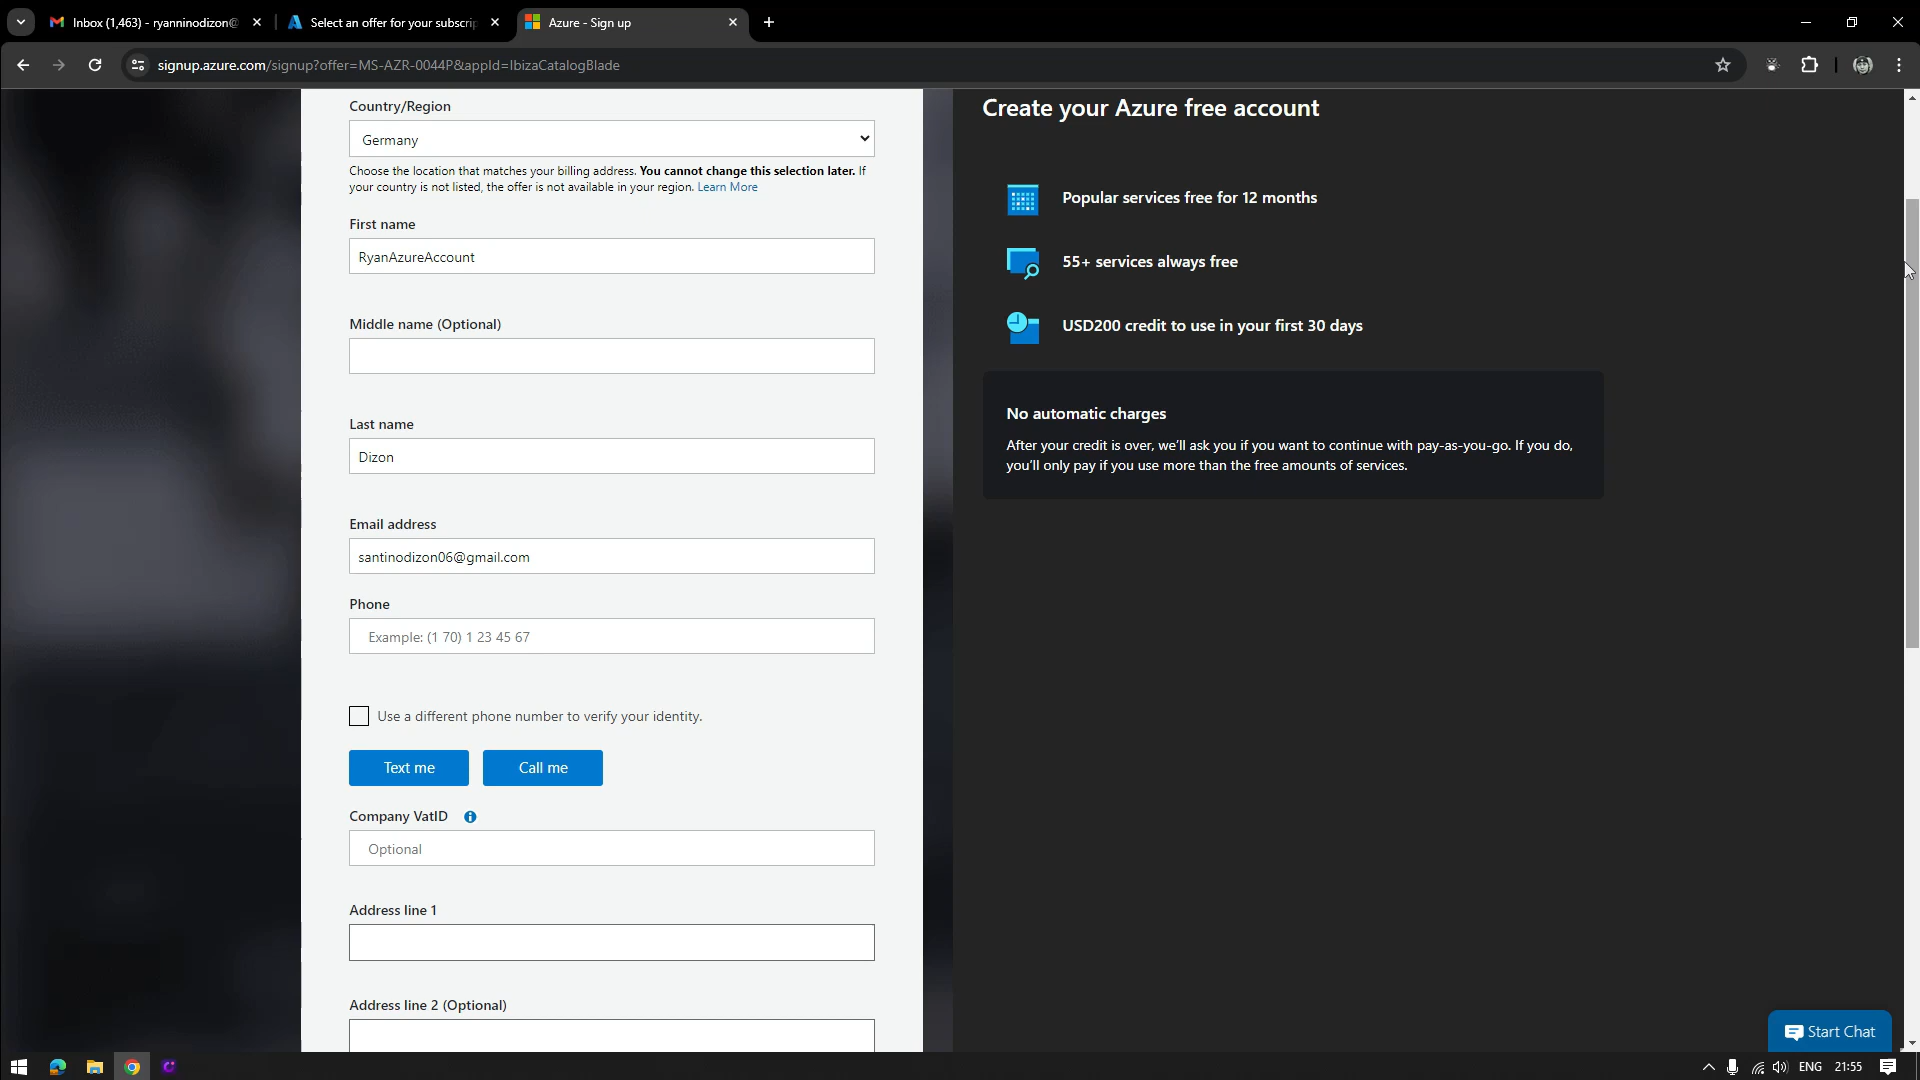 Inbox (1,463) - ryanninodizon@
Select an offer for your subscrip
Azure - Sign up
signup.azure.com/signup?offer=MS-AZR-0044P&appId=IbizaCatalogBlade
Country/Region
Germany
Choose the location that matches your billing address. You cannot change this selection later. If
your country is not listed, the offer is not available in your region. Learn More
First name
RyanAzureAccount
Middle name (Optional)
Last name
Dizon
Email address
santinodizon06@gmail.com
Phone
Example: (1 70) 1 23 45 67
Use a different phone number to verify your identity.
Text me
Call me
Company VatID
Optional
Address line 1
Address line 2 (Optional)
Create your Azure free account
Popular services free for 12 months
55+ services always free
USD200 credit to use in your first 30 days
No automatic charges
After your credit is over, we’ll ask you if you want to continue with pay-as-you-go. If you do,
you’ll only pay if you use more than the free amounts of services.
Start Chat
ENG
21:55